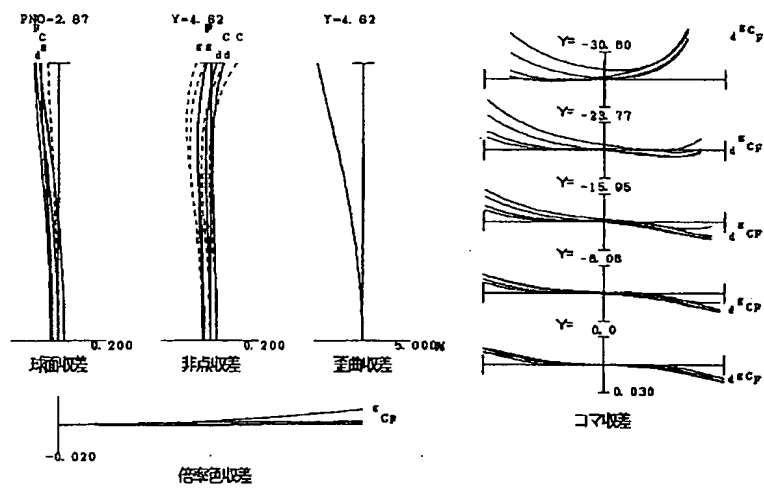 FNO=2.87
F
C
g
d
0.200
球面収差
Y=4.62
F
g g
d d
C C
0.200
非点収差
Y=4.62
5.000%
歪曲収差
-0.020
g
C F
倍率色収差
Y= -30.80
d g C F
Y= -23.77
d g C F
Y= -15.95
d g C F
Y= -8.08
d g C F
Y= 0.0
d g C F
0.030
コマ収差